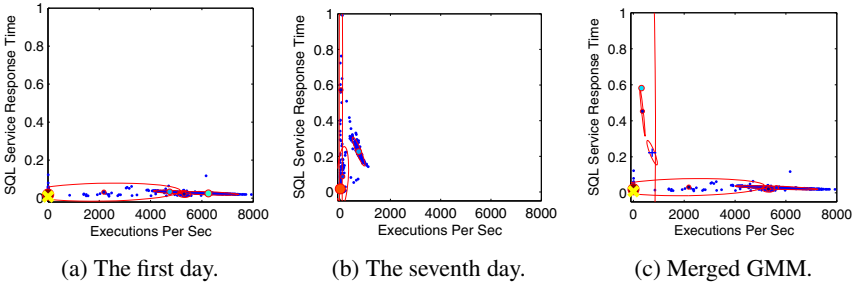 SQL Service Response Time
1
0.8
0.6
0.4
0.2
0
0 2000 4000 6000 8000
Executions Per Sec
(a) The first day.
SQL Service Response Time
1
0.8
0.6
0.4
0.2
0
0 2000 4000 6000 8000
Executions Per Sec
(b) The seventh day.
SQL Service Response Time
1
0.8
0.6
0.4
0.2
0
0 2000 4000 6000 8000
Executions Per Sec
(c) Merged GMM.